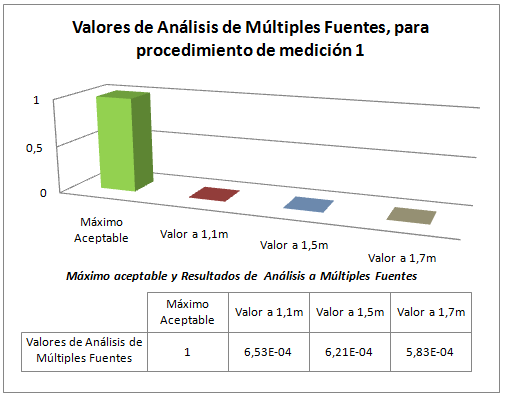 Valores de Análisis de Múltiples Fuentes, para
procedimiento de medición 1
1
0,5
0
Máximo
Aceptable
Valor a 1,1m
Valor a 1,5m
Valor a 1,7m
Máximo aceptable y Resultados de Análisis a Múltiples Fuentes
Máximo
Aceptable
Valor a 1,1m
Valor a 1,5m
Valor a 1,7m
Valores de Análisis de
Múltiples Fuentes
1
6,53E-04
6,21E-04
5,83E-04